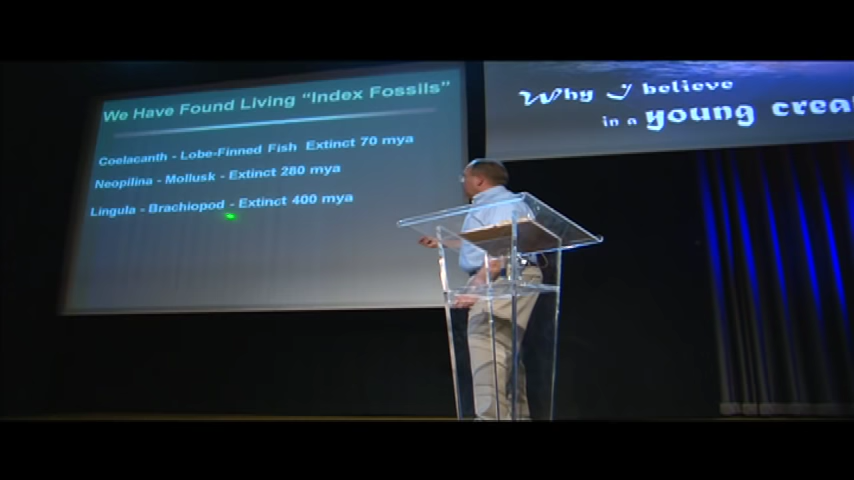 We Have Found Living "Index Fossils"
Coelacanth - Lobe-Finned Fish Extinct 70 mya
Neopilina - Mollusk - Extinct 280 mya
Lingula - Brachiopod - Extinct 400 mya
Why I believe
in a young